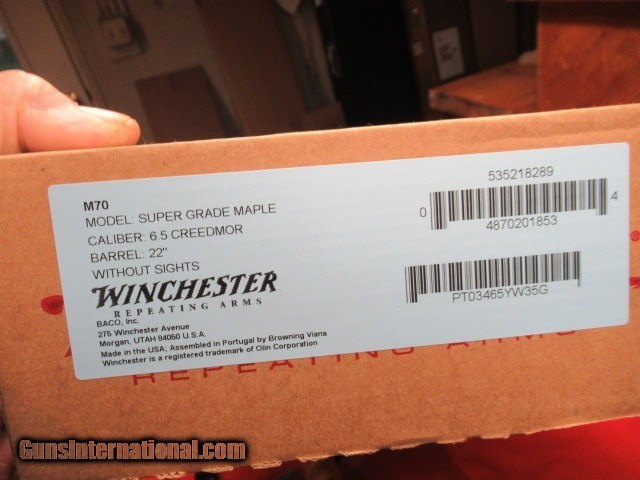 M70
MODEL: SUPER GRADE MAPLE
CALIBER: 6.5 CREEDMOR
BARREL: 22"
WITHOUT SIGHTS
WINCHESTER
REPEATING ARMS
BACO, Inc.
275 Winchester Avenue
Morgan, UTAH 84050 U.S.A.
Made in the USA; Assembled in Portugal by Browning Viana
Winchester is a registered trademark of Olin Corporation
535218289
0 4870201853 4
PT03465YW35G
REPEATING ARMS
GunsInternational.com